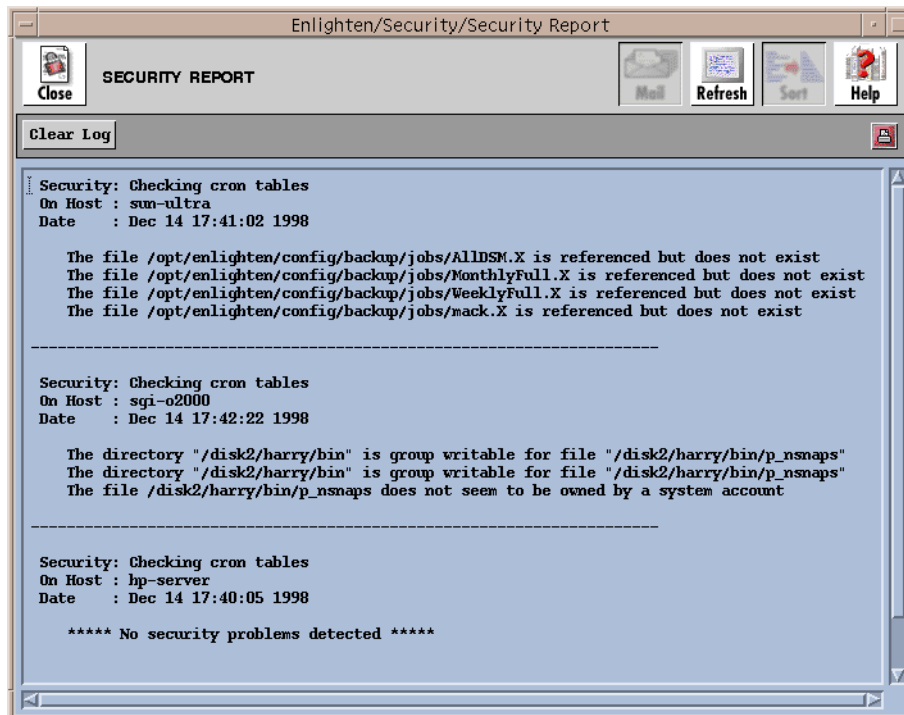 Enlighten/Security/Security Report
Close
SECURITY REPORT
Mail
Refresh
Sort
Help
Clear Log
Security: Checking cron tables
On Host : sun-ultra
Date : Dec 14 17:41:02 1998
The file /opt/enlighten/config/backup/jobs/AllDSM.X is referenced but does not exist
The file /opt/enlighten/config/backup/jobs/MonthlyFull.X is referenced but does not exist
The file /opt/enlighten/config/backup/jobs/WeeklyFull.X is referenced but does not exist
The file /opt/enlighten/config/backup/jobs/mack.X is referenced but does not exist
----------------------------------------------------------------------
Security: Checking cron tables
On Host : sgi-o2000
Date : Dec 14 17:42:22 1998
The directory "/disk2/harry/bin" is group writable for file "/disk2/harry/bin/p_nsnaps"
The directory "/disk2/harry/bin" is group writable for file "/disk2/harry/bin/p_nsnaps"
The file /disk2/harry/bin/p_nsnaps does not seem to be owned by a system account
----------------------------------------------------------------------
Security: Checking cron tables
On Host : hp-server
Date : Dec 14 17:40:05 1998
***** No security problems detected *****